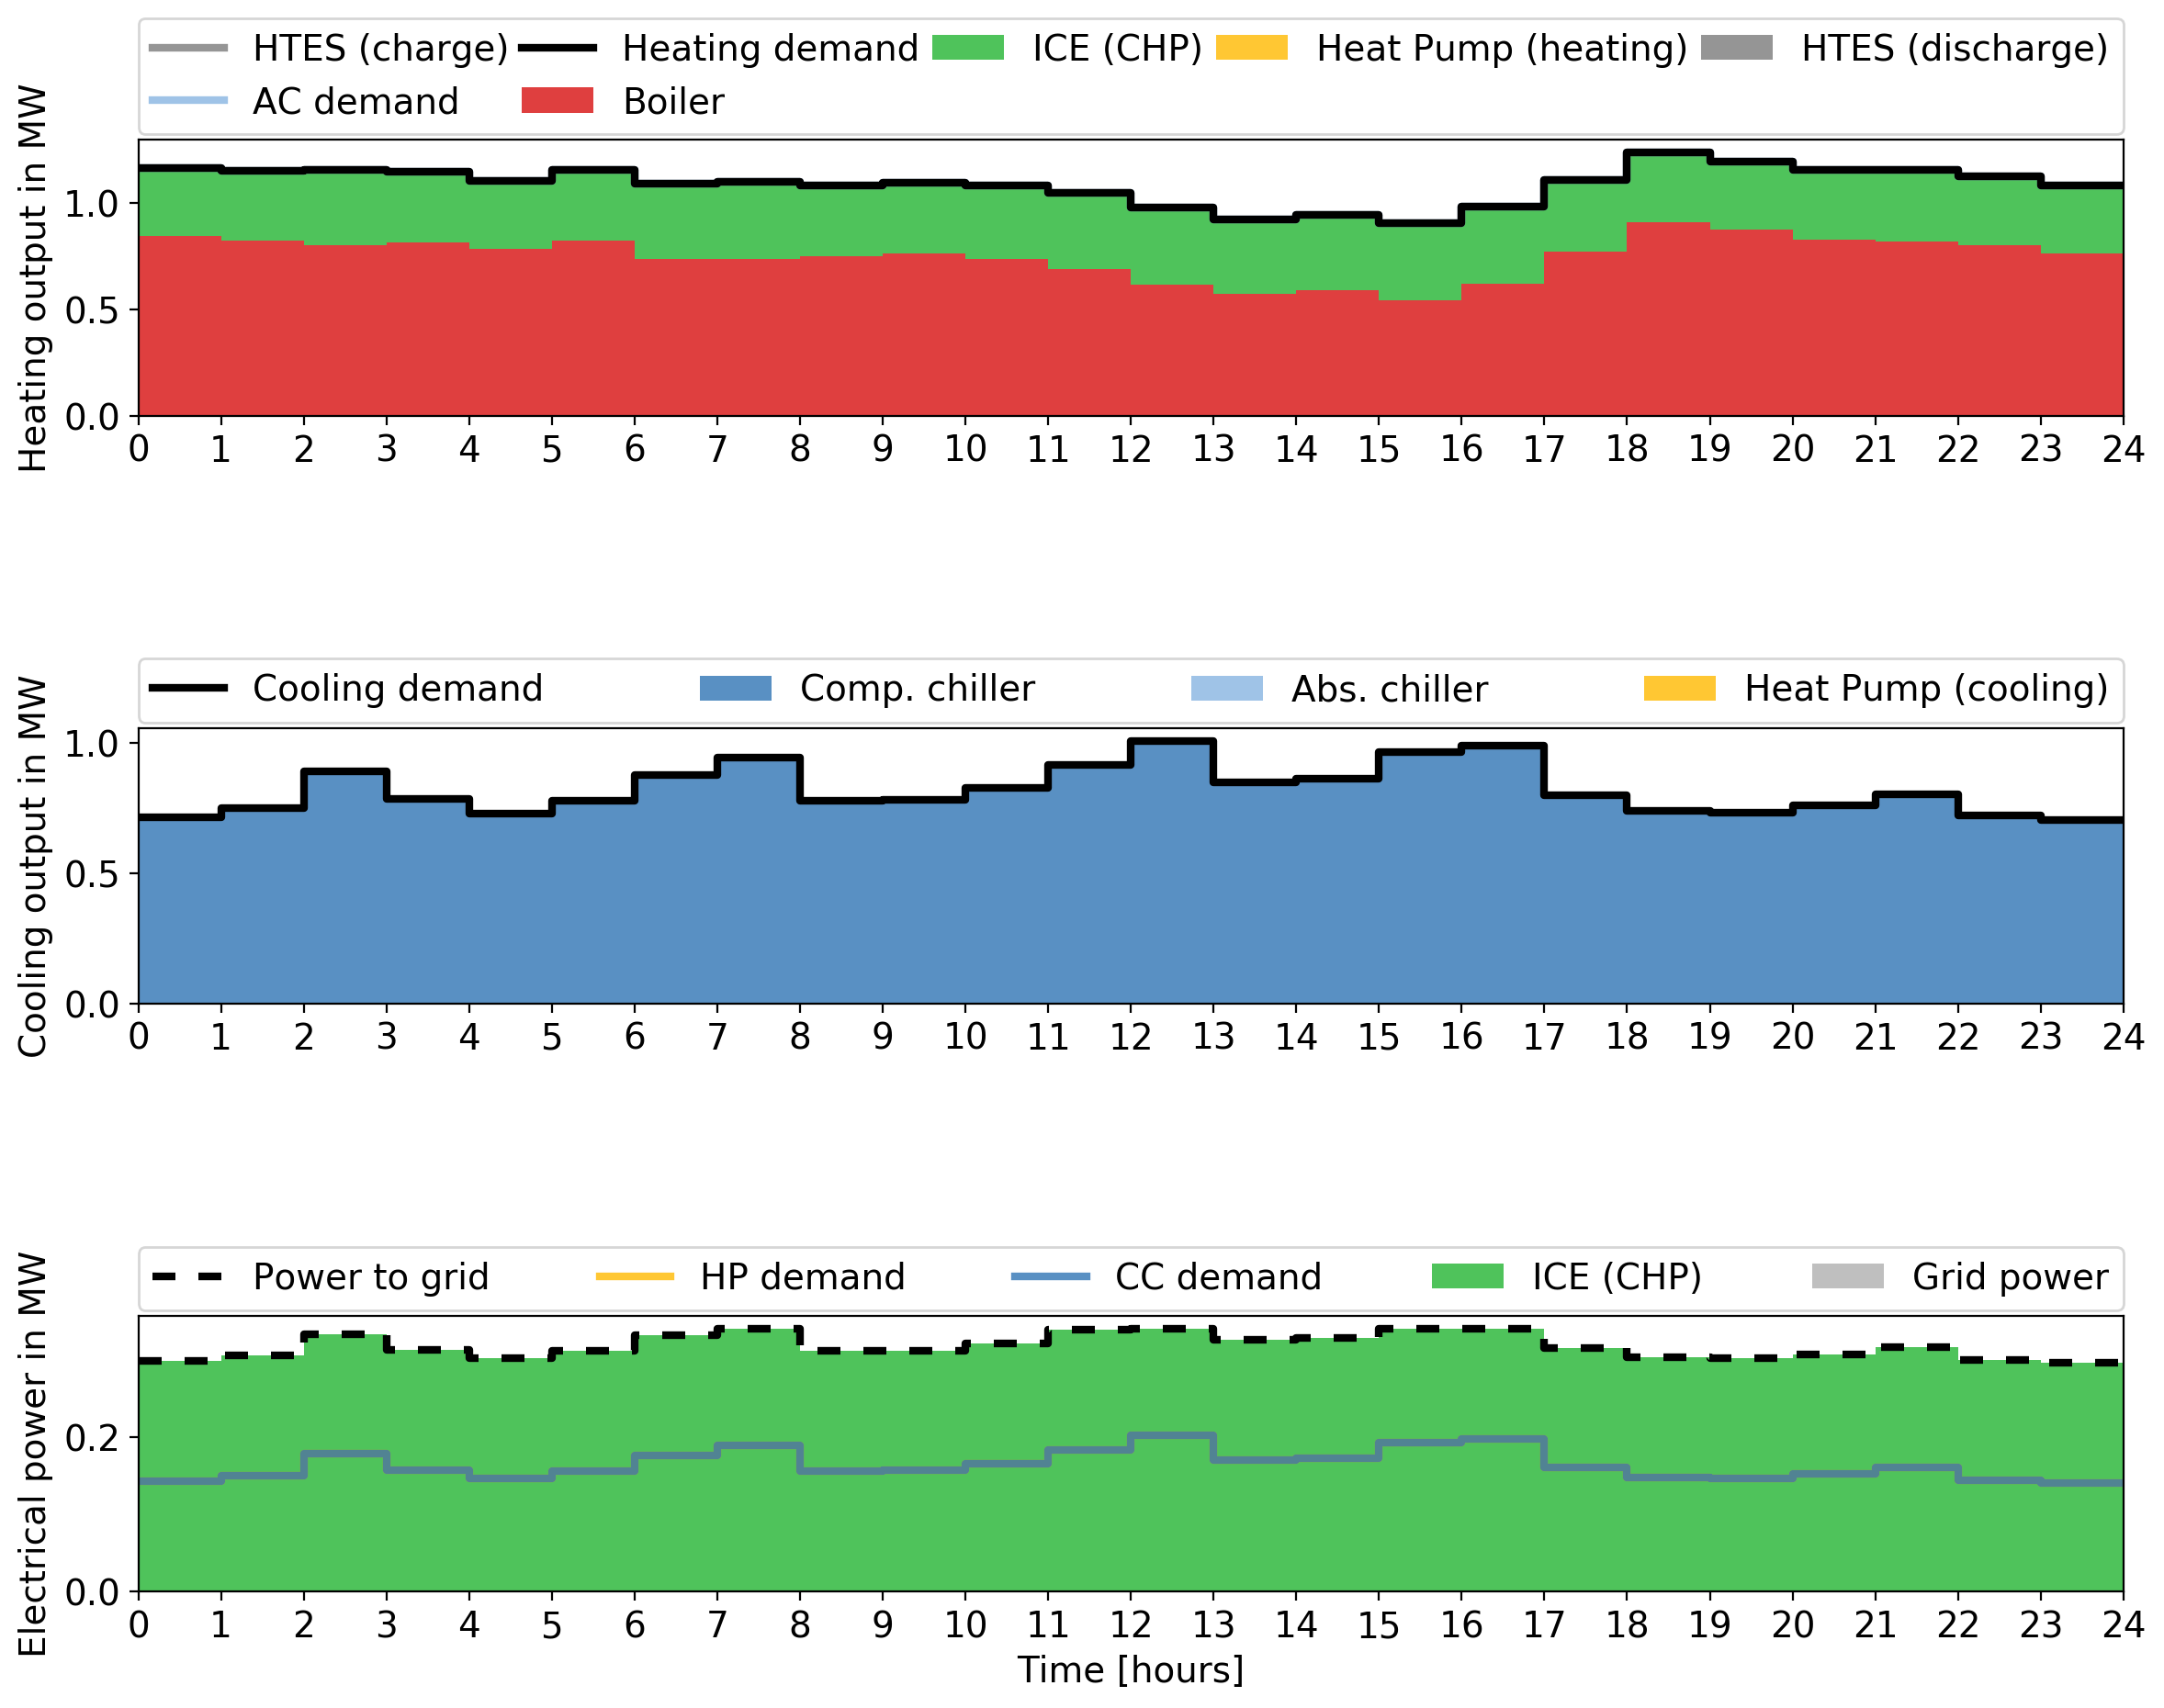 HTES (charge) Heating demand ICE (CHP) Heat Pump (heating) HTES (discharge)
AC demand Boiler
Heating output in MW
1.0
0.5
0.0
0 1 2 3 4 5 6 7 8 9 10 11 12 13 14 15 16 17 18 19 20 21 22 23 24
Cooling demand Comp. chiller Abs. chiller Heat Pump (cooling)
Cooling output in MW
1.0
0.5
0.0
0 1 2 3 4 5 6 7 8 9 10 11 12 13 14 15 16 17 18 19 20 21 22 23 24
Power to grid HP demand CC demand ICE (CHP) Grid power
Electrical power in MW
0.2
0.0
0 1 2 3 4 5 6 7 8 9 10 11 12 13 14 15 16 17 18 19 20 21 22 23 24
Time [hours]